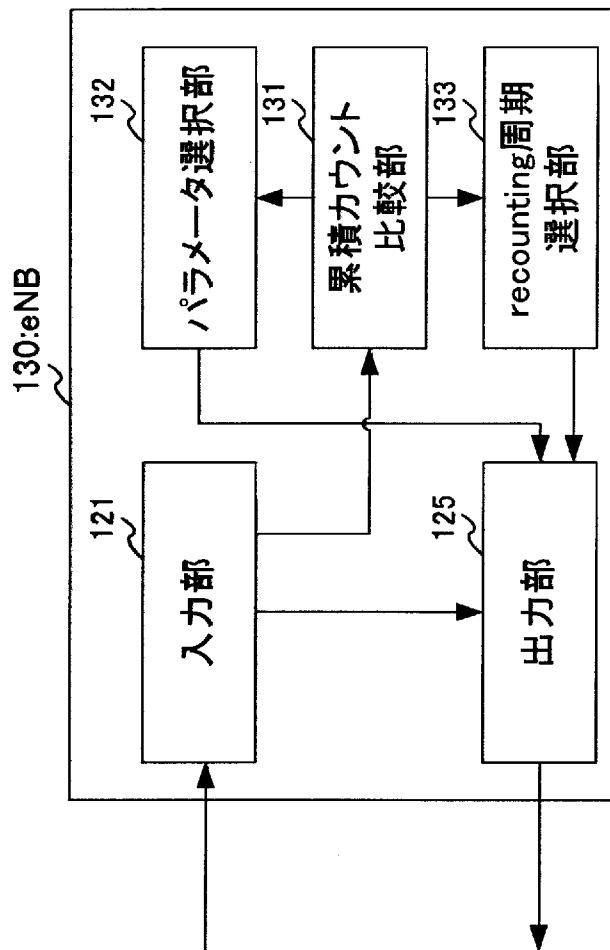 130:eNB
121
入力部
132
パラメータ選択部
131
累積カウント
比較部
125
出力部
133
recounting周期
選択部